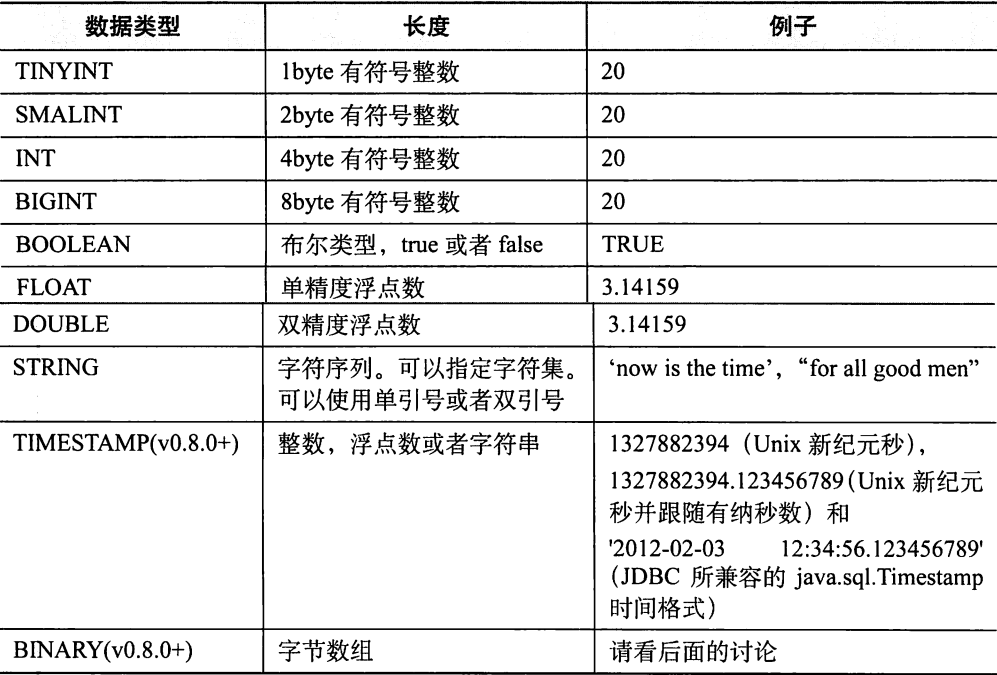 数据类型 长度 例子
TINYINT 1byte 有符号整数 20
SMALINT 2byte 有符号整数 20
INT 4byte 有符号整数 20
BIGINT 8byte 有符号整数 20
BOOLEAN 布尔类型，true 或者 false TRUE
FLOAT 单精度浮点数 3.14159
DOUBLE 双精度浮点数 3.14159
STRING 字符序列。可以指定字符集。 ‘now is the time’，“for all good men”
可以使用单引号或者双引号
TIMESTAMP(v0.8.0+) 整数，浮点数或者字符串 1327882394（Unix 新纪元秒），
1327882394.123456789（Unix 新纪元
秒并跟随有纳秒数）和
'2012-02-03 12:34:56.123456789'
（JDBC 所兼容的 java.sql.Timestamp
时间格式）
BINARY(v0.8.0+) 字节数组 请看后面的讨论